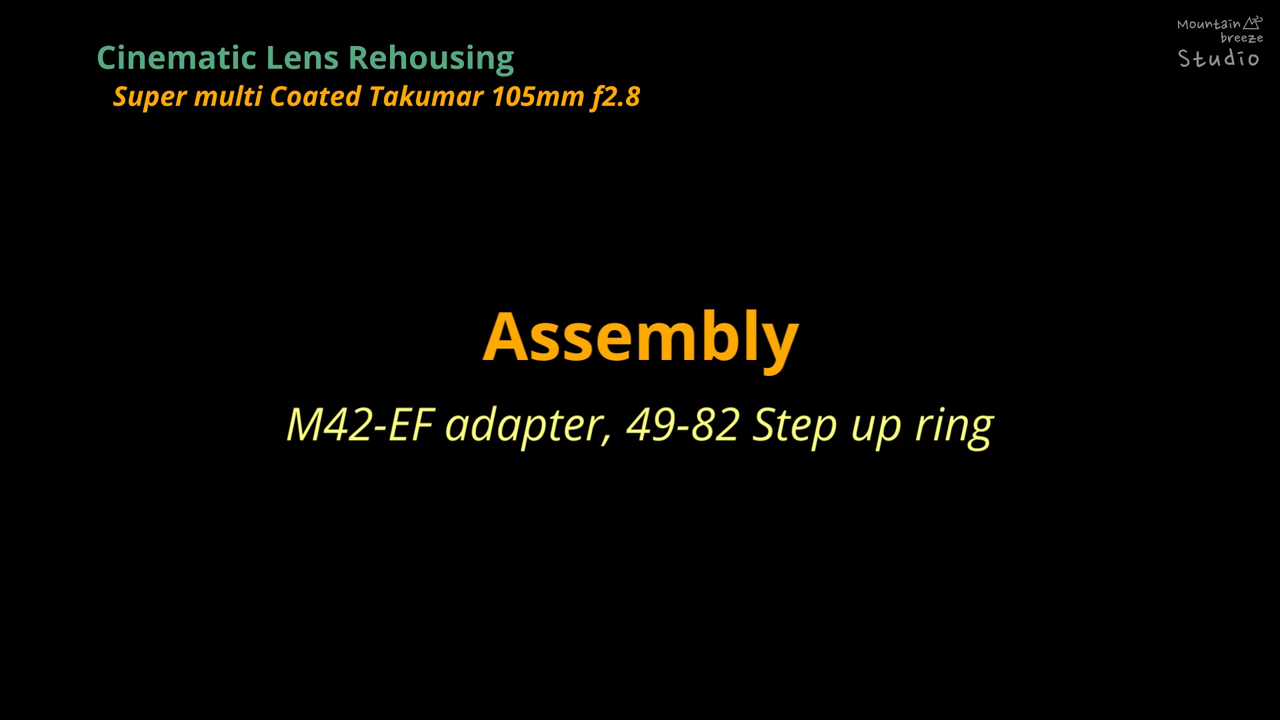 Cinematic Lens Rehousing
Super multi Coated Takumar 105mm f2.8
Mountain
breeze
Studio
Assembly
M42-EF adapter, 49-82 Step up ring